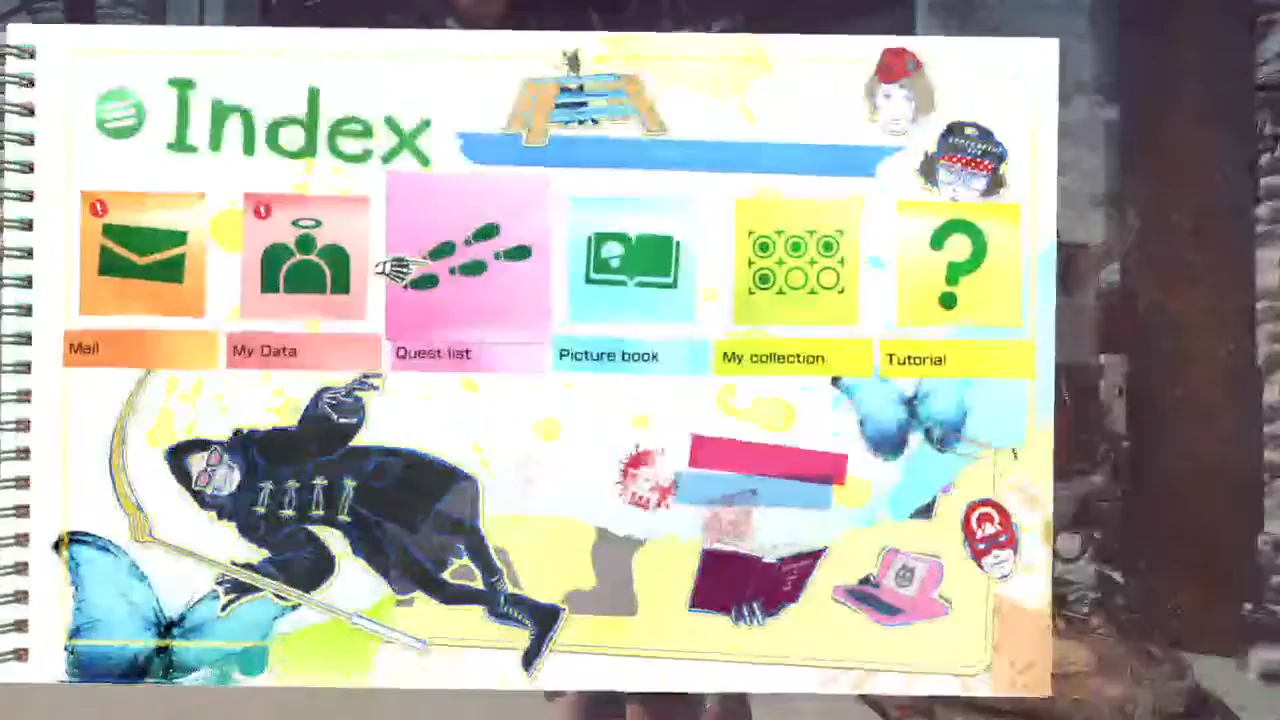 Index
!
!
?
Mail
My Data
Quest list
Picture book
My collection
Tutorial